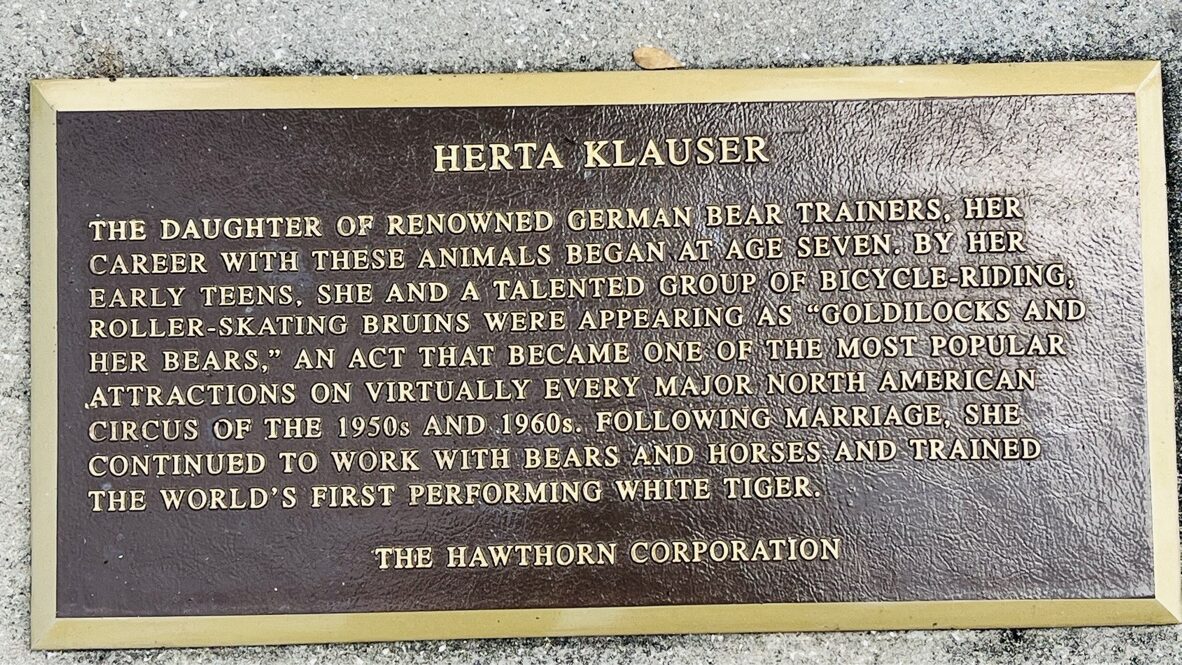 HERTA KLAUSER
THE DAUGHTER OF RENOWNED GERMAN BEAR TRAINERS, HER
CAREER WITH THESE ANIMALS BEGAN AT AGE SEVEN. BY HER
EARLY TEENS, SHE AND A TALENTED GROUP OF BICYCLE-RIDING,
ROLLER-SKATING BRUINS WERE APPEARING AS “GOLDILOCKS AND
HER BEARS,” AN ACT THAT BECAME ONE OF THE MOST POPULAR
ATTRACTIONS ON VIRTUALLY EVERY MAJOR NORTH AMERICAN
CIRCUS OF THE 1950s AND 1960s. FOLLOWING MARRIAGE, SHE
CONTINUED TO WORK WITH BEARS AND HORSES AND TRAINED
THE WORLD’S FIRST PERFORMING WHITE TIGER.
THE HAWTHORN CORPORATION